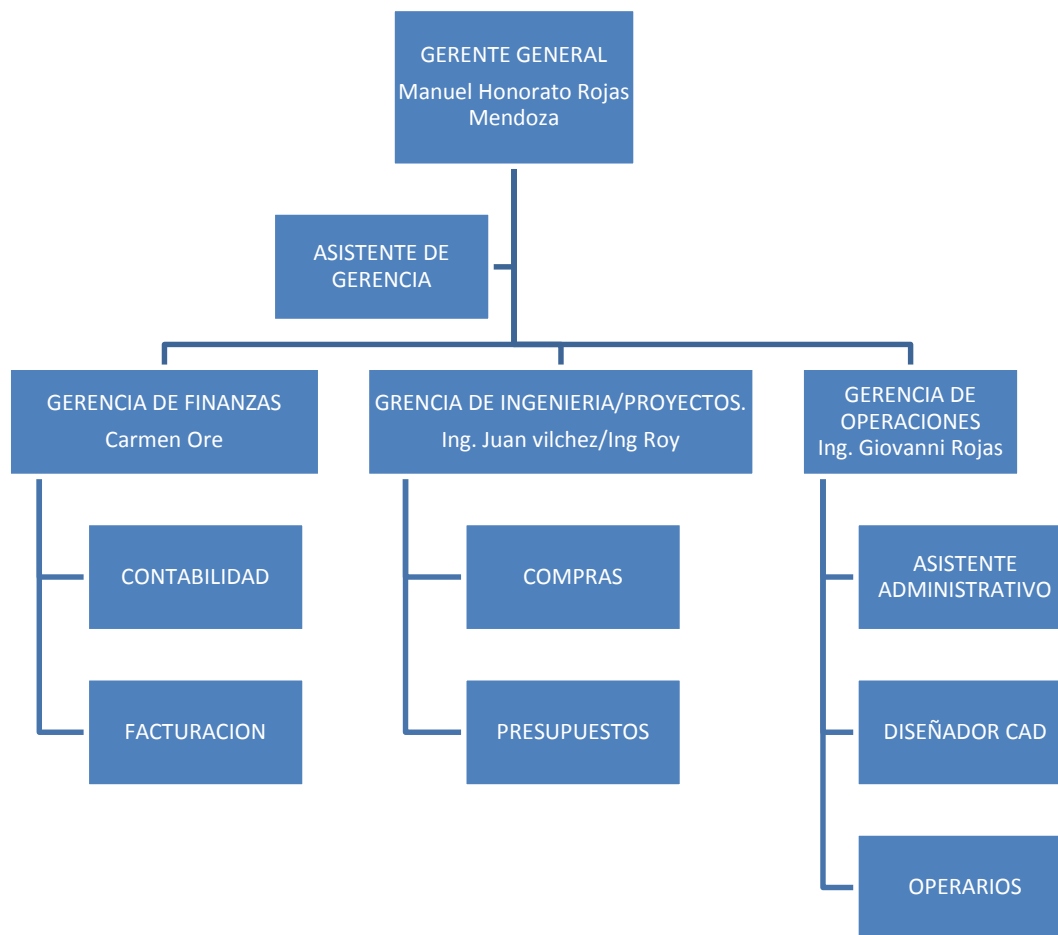 GERENTE GENERAL
Manuel Honorato Rojas
Mendoza
ASISTENTE DE
GERENCIA
GERENCIA DE FINANZAS
Carmen Ore
GRENCIA DE INGENIERIA/PROYECTOS.
Ing. Juan vilchez/Ing Roy
GERENCIA DE
OPERACIONES
Ing. Giovanni Rojas
CONTABILIDAD
COMPRAS
ASISTENTE
ADMINISTRATIVO
FACTURACION
PRESUPUESTOS
DISEÑADOR CAD
OPERARIOS